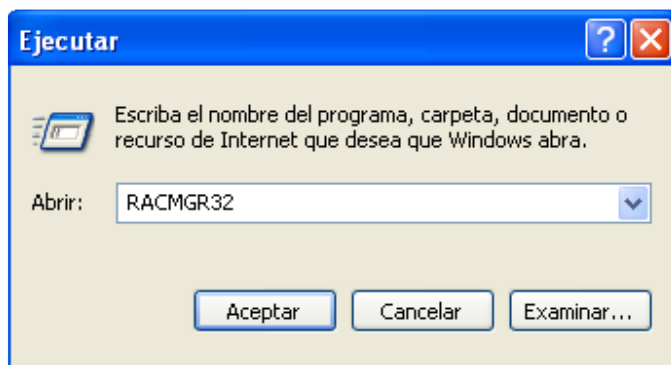 Ejecutar
Escriba el nombre del programa, carpeta, documento o
recurso de Internet que desea que Windows abra.
Abrir: RACMGR32
Aceptar Cancelar Examinar...